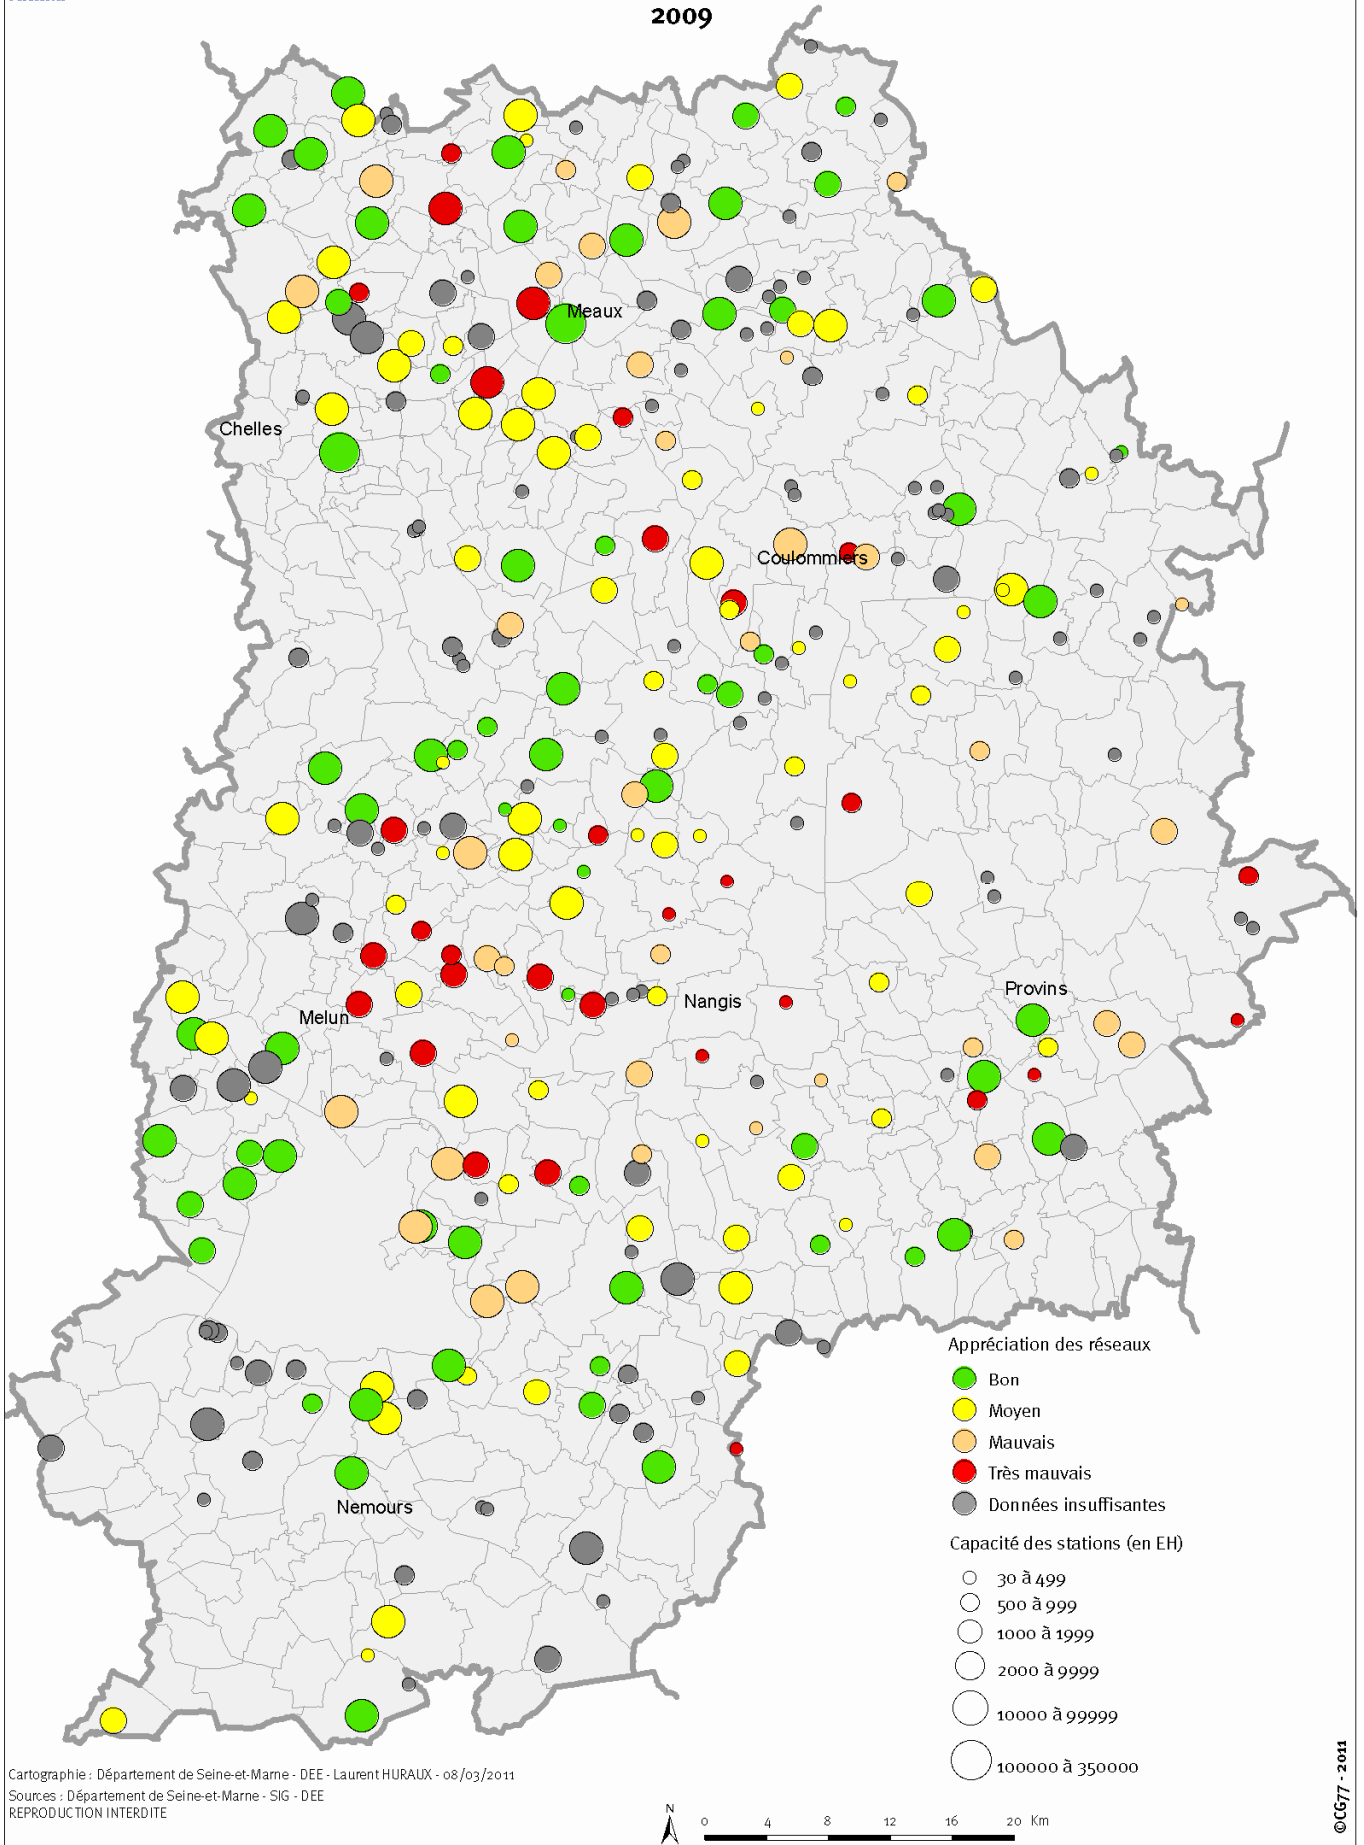 2009
Meaux
Chelles
Coulommiers
Provins
Nangis
Melun
Nemours
Appréciation des réseaux
Bon
Moyen
Mauvais
Très mauvais
Données insuffisantes
Capacité des stations (en EH)
30 à 499
500 à 999
1000 à 1999
2000 à 9999
10000 à 99999
100000 à 350000
Cartographie : Département de Seine-et-Marne - DEE - Laurent HURAUX - 08/03/2011
Sources : Département de Seine-et-Marne - SIG - DEE
REPRODUCTION INTERDITE
N
0 4 8 12 16 20 Km
©CG77 - 2011